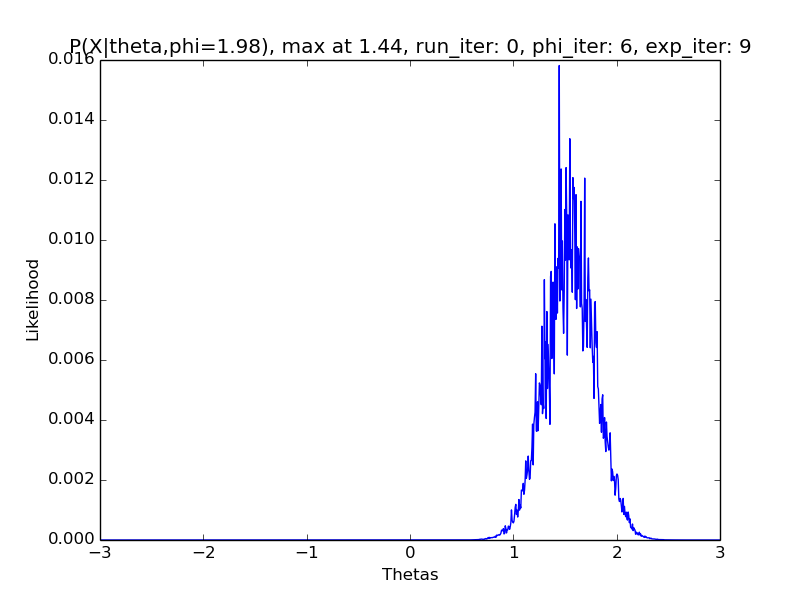 P(X|theta,phi=1.98), max at 1.44, run_iter: 0, phi_iter: 6, exp_iter: 9
0.016
0.014
0.012
0.010
0.008
0.006
0.004
0.002
0.000
Likelihood
−3 −2 −1 0 1 2 3
Thetas